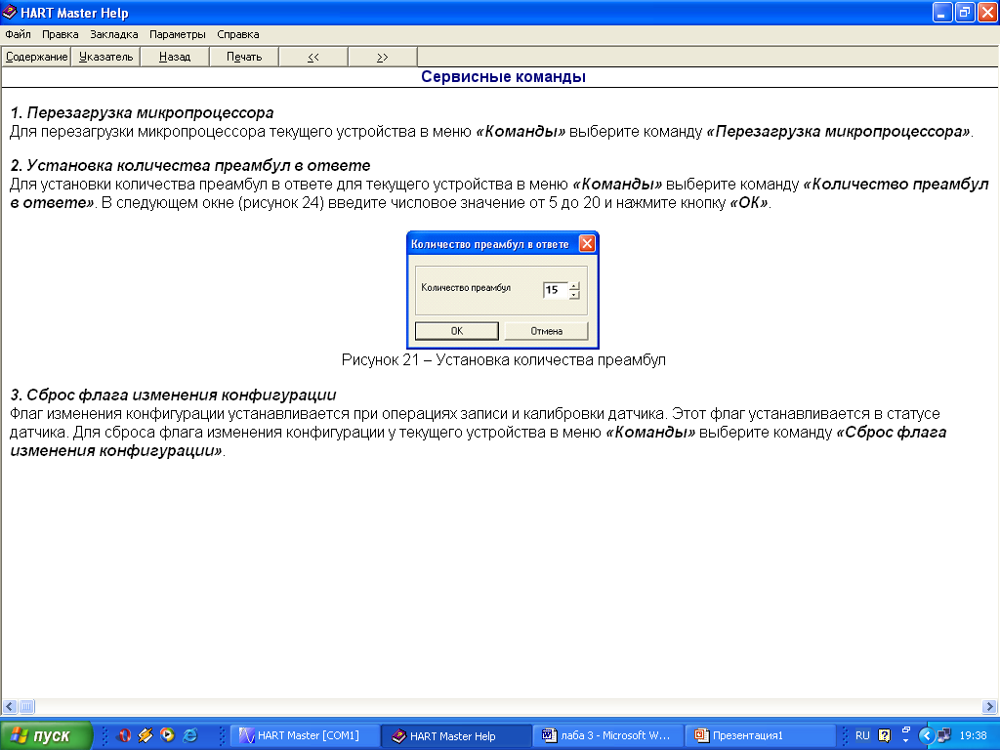 HART Master Help
Файл Правка Закладка Параметры Справка
Содержание Указатель Назад Печать << >>
Сервисные команды
1. Перезагрузка микропроцессора
Для перезагрузки микропроцессора текущего устройства в меню «Команды» выберите команду «Перезагрузка микропроцессора».
2. Установка количества преамбул в ответе
Для установки количества преамбул в ответе для текущего устройства в меню «Команды» выберите команду «Количество преамбул
в ответе». В следующем окне (рисунок 24) введите числовое значение от 5 до 20 и нажмите кнопку «ОК».
Количество преамбул в ответе
Количество преамбул 15
OK Отмена
Рисунок 21 – Установка количества преамбул
3. Сброс флага изменения конфигурации
Флаг изменения конфигурации устанавливается при операциях записи и калибровки датчика. Этот флаг устанавливается в статусе
датчика. Для сброса флага изменения конфигурации у текущего устройства в меню «Команды» выберите команду «Сброс флага
изменения конфигурации».
пуск HART Master [COM1] HART Master Help лаба 3 - Microsoft W... Презентация1 RU 19:38